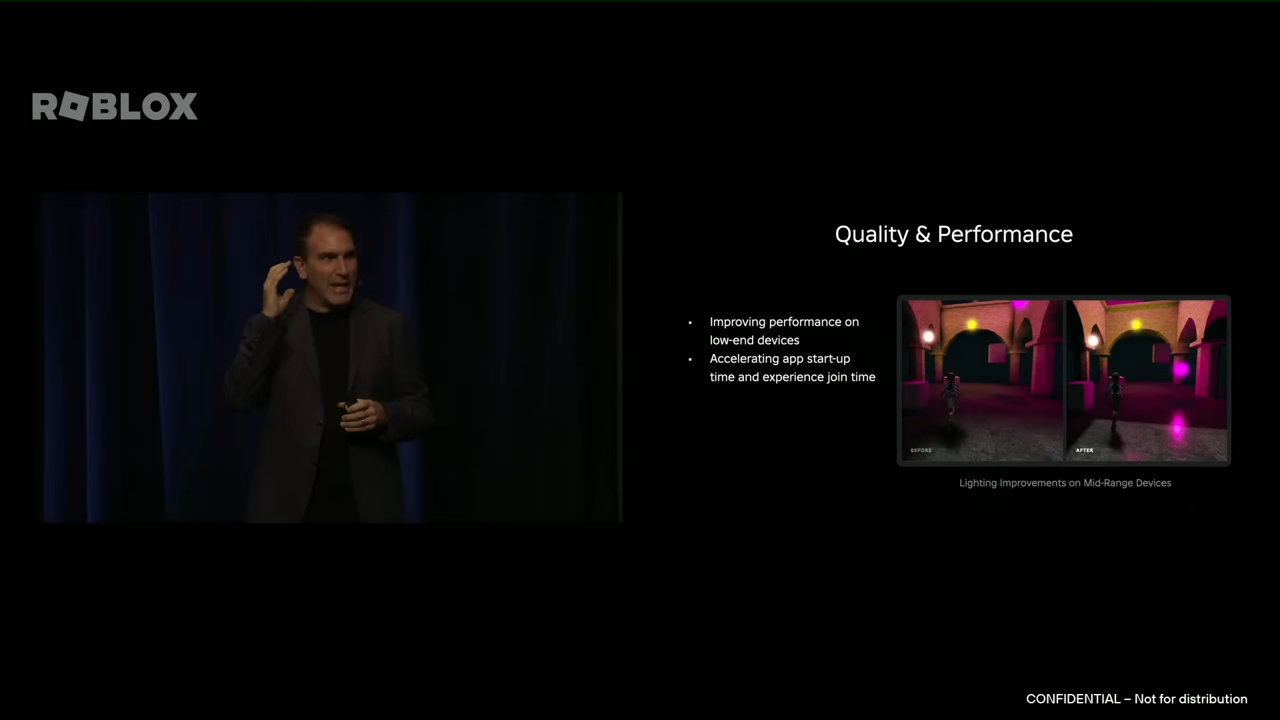 ROBLOX
Quality & Performance
▪ Improving performance on
low-end devices
▪ Accelerating app start-up
time and experience join time
BEFORE
AFTER
Lighting Improvements on Mid-Range Devices
CONFIDENTIAL – Not for distribution